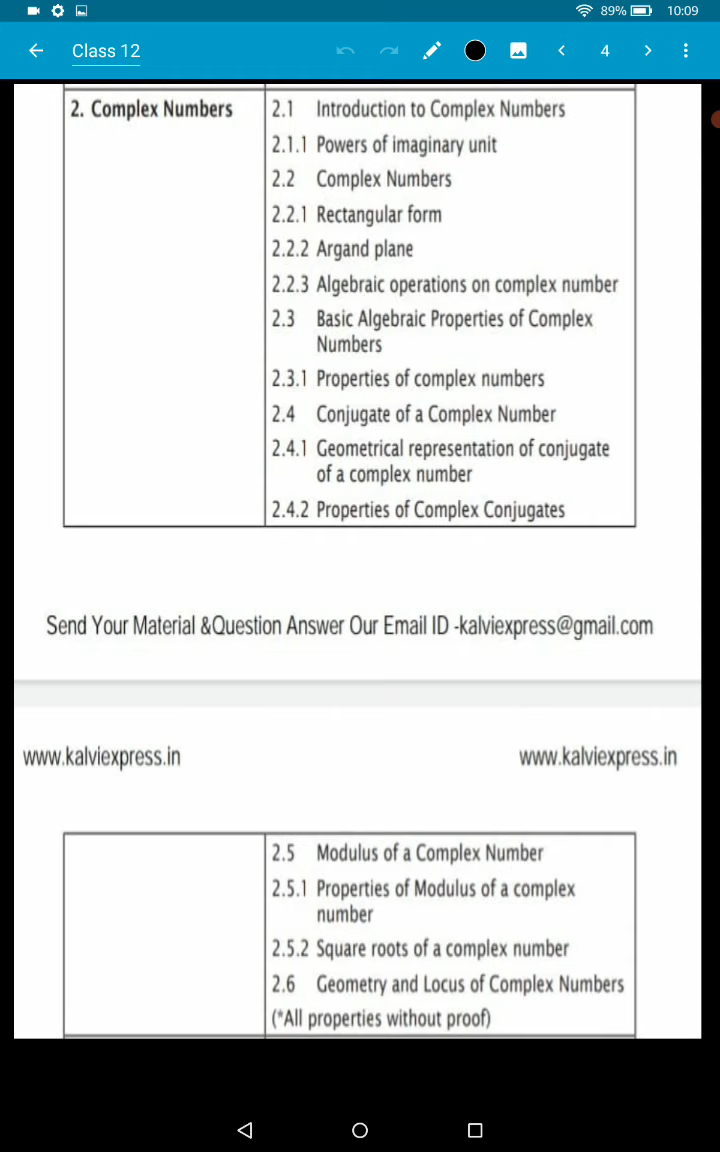 89% 10:09
Class 12 4
2. Complex Numbers 2.1 Introduction to Complex Numbers
2.1.1 Powers of imaginary unit
2.2 Complex Numbers
2.2.1 Rectangular form
2.2.2 Argand plane
2.2.3 Algebraic operations on complex number
2.3 Basic Algebraic Properties of Complex
Numbers
2.3.1 Properties of complex numbers
2.4 Conjugate of a Complex Number
2.4.1 Geometrical representation of conjugate
of a complex number
2.4.2 Properties of Complex Conjugates
Send Your Material &Question Answer Our Email ID -kalviexpress@gmail.com
www.kalviexpress.in www.kalviexpress.in
2.5 Modulus of a Complex Number
2.5.1 Properties of Modulus of a complex
number
2.5.2 Square roots of a complex number
2.6 Geometry and Locus of Complex Numbers
(*All properties without proof)